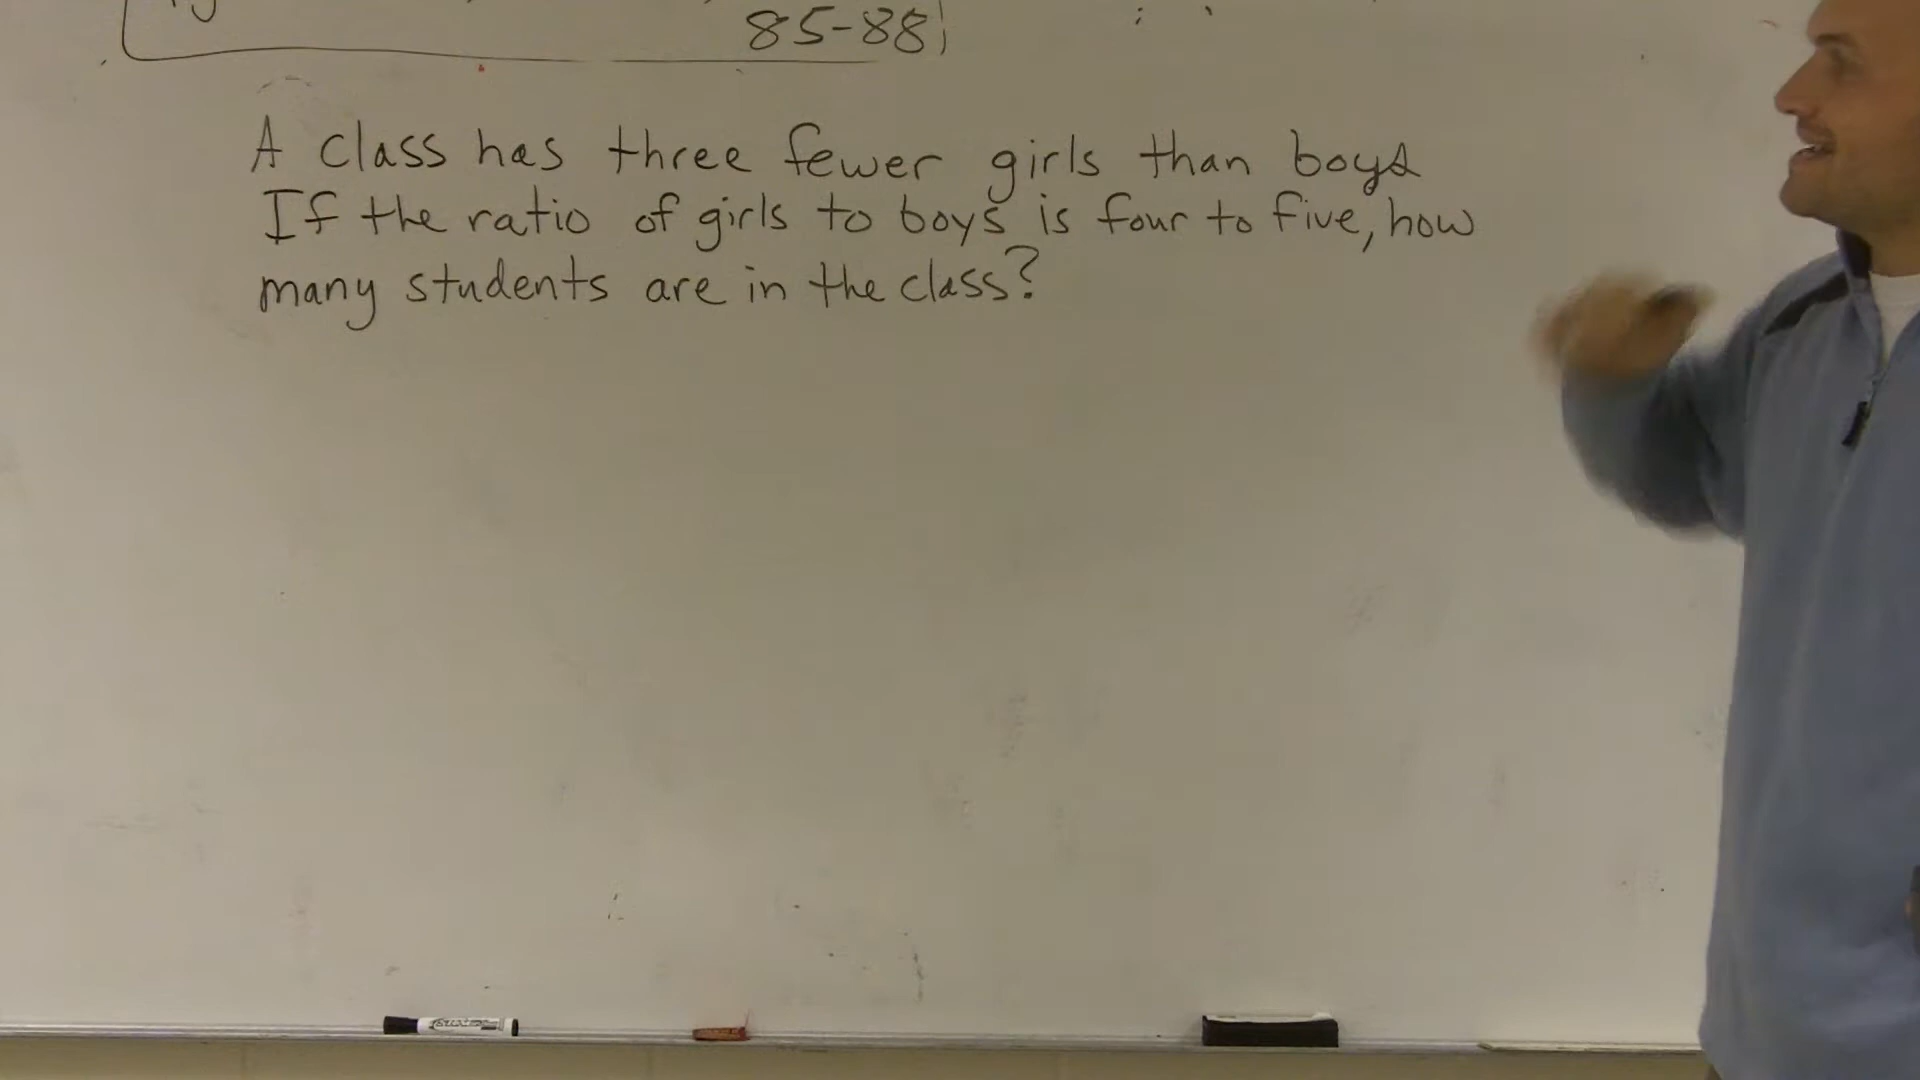 85-88
A class has three fewer girls than boys
If the ratio of girls to boys is four to five, how
many students are in the class?